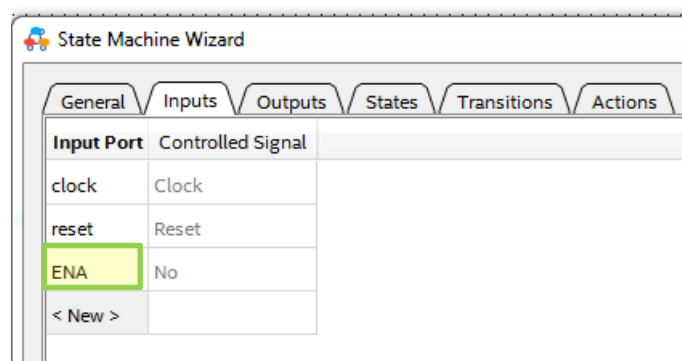 State Machine Wizard
General Inputs Outputs States Transitions Actions
Input Port Controlled Signal
clock Clock
reset Reset
ENA No
< New >